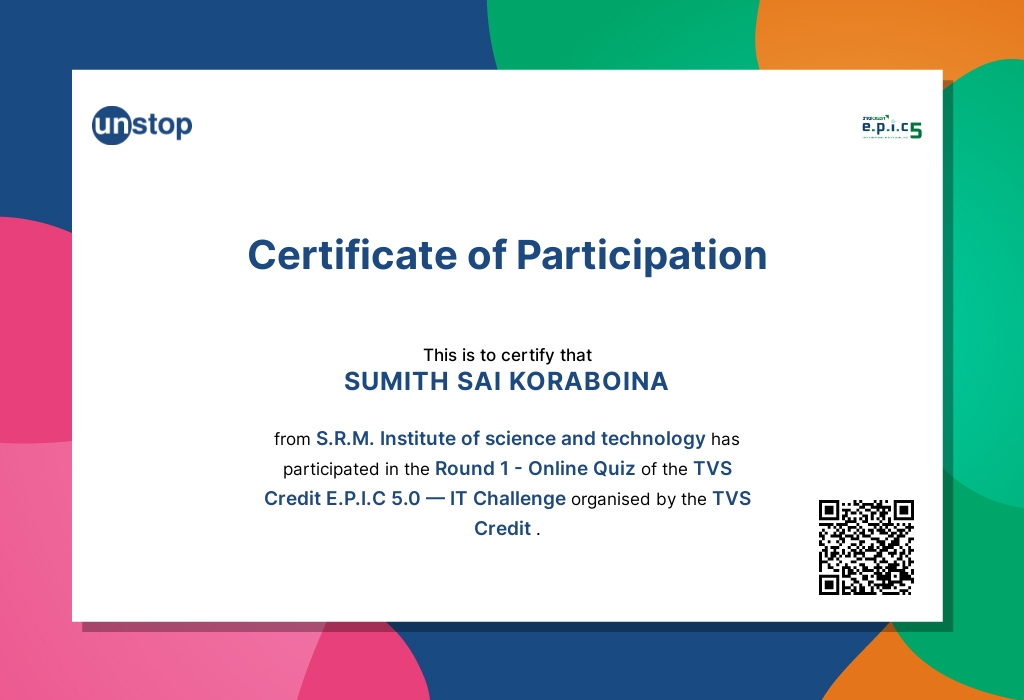 unstop
e.p.i.c 5
Certificate of Participation
This is to certify that
SUMITH SAI KORABOINA
from S.R.M. Institute of science and technology has
participated in the Round 1 - Online Quiz of the TVS
Credit E.P.I.C 5.0 — IT Challenge organised by the TVS
Credit .